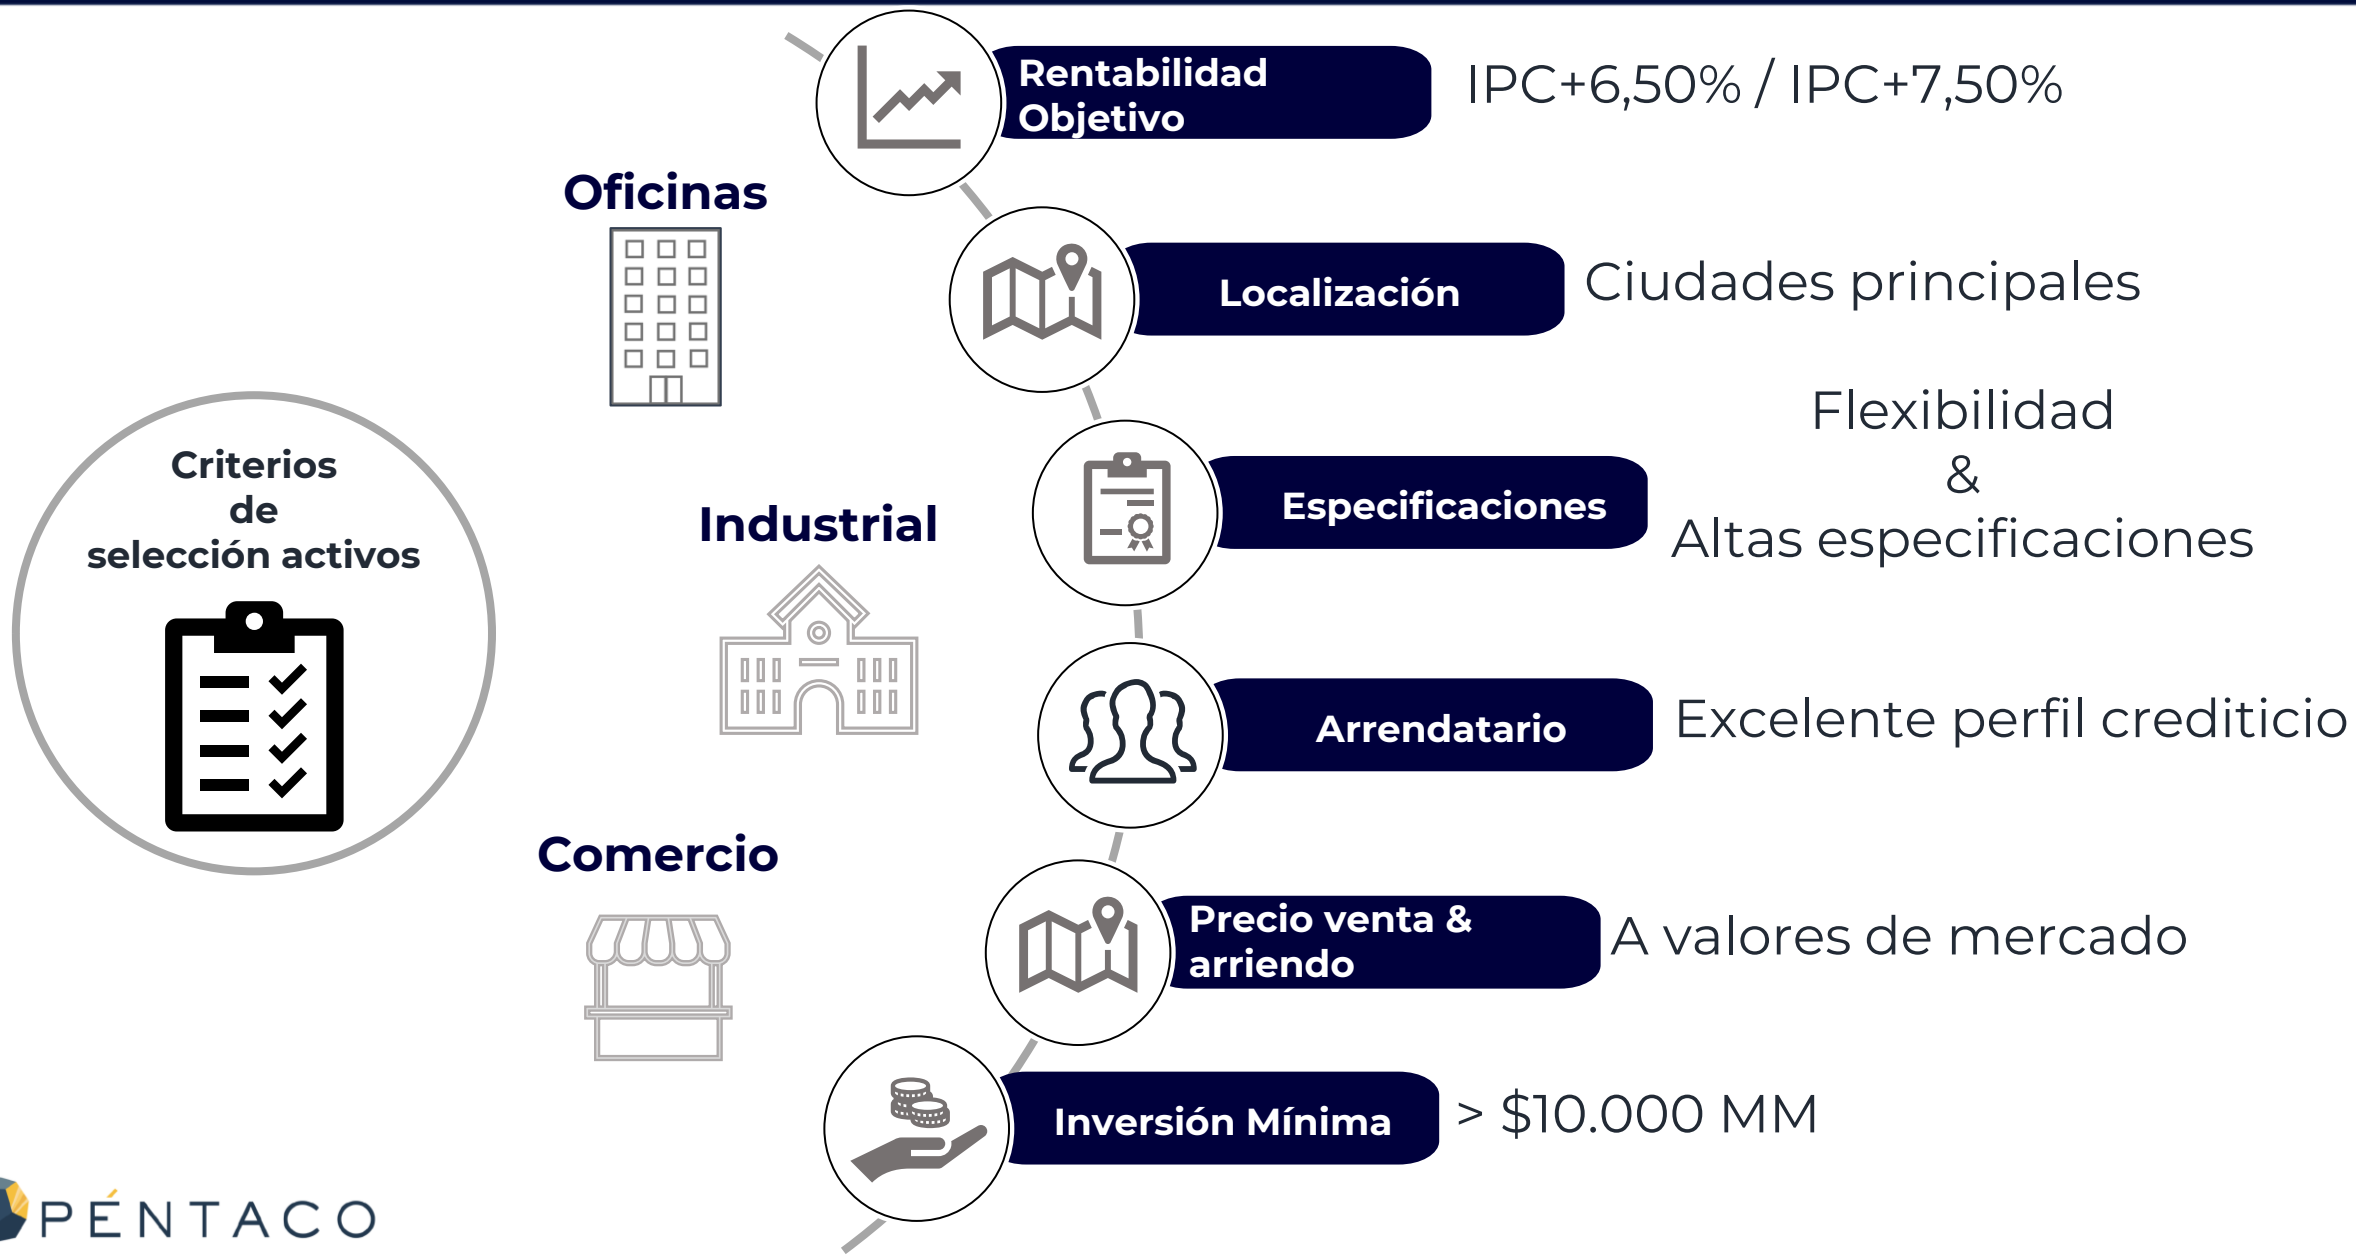 Criterios
de
selección activos
Oficinas
Industrial
Comercio
Rentabilidad
Objetivo
IPC+6,50% / IPC+7,50%
Localización
Ciudades principales
Especificaciones
Flexibilidad
&
Altas especificaciones
Arrendatario
Excelente perfil crediticio
Precio venta &
arriendo
A valores de mercado
Inversión Mínima
> $10.000 MM
PÉNTACO